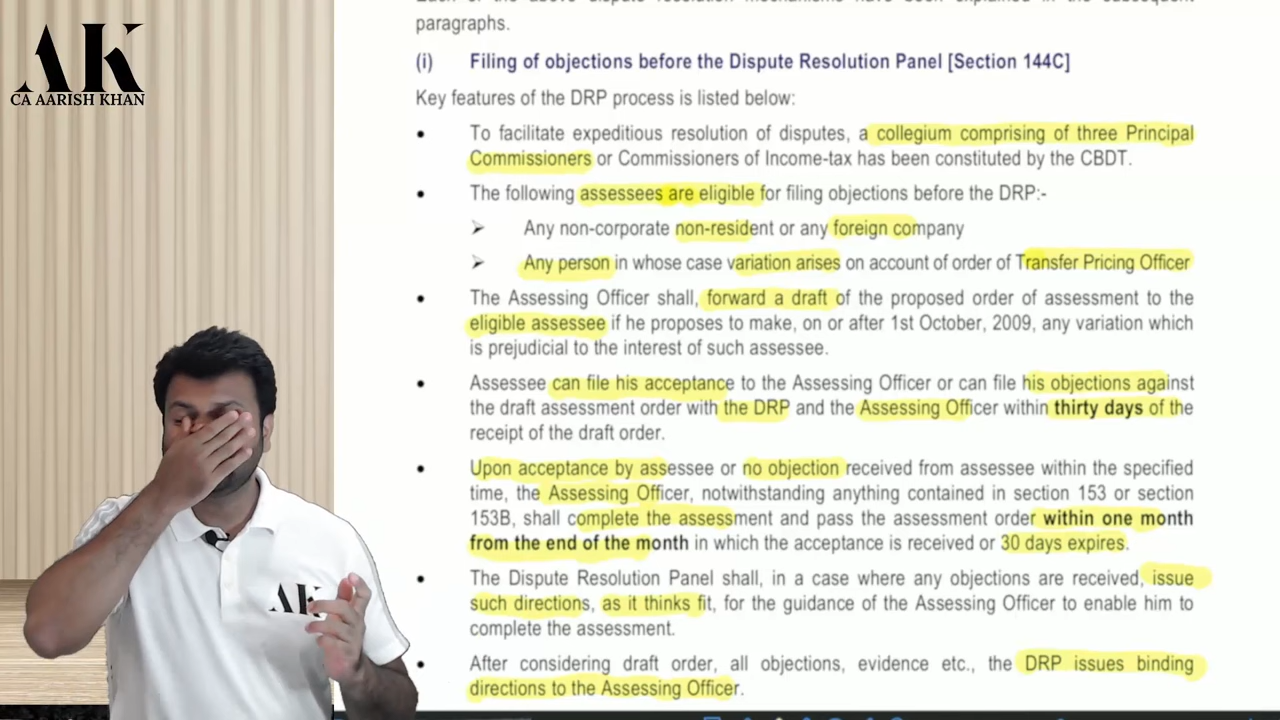 AK
CA AARISH KHAN
paragraphs.
(i) Filing of objections before the Dispute Resolution Panel [Section 144C]
Key features of the DRP process is listed below:
• To facilitate expeditious resolution of disputes, a collegium comprising of three Principal
Commissioners or Commissioners of Income-tax has been constituted by the CBDT.
• The following assessees are eligible for filing objections before the DRP:-
➢ Any non-corporate non-resident or any foreign company
➢ Any person in whose case variation arises on account of order of Transfer Pricing Officer
• The Assessing Officer shall, forward a draft of the proposed order of assessment to the
eligible assessee if he proposes to make, on or after 1st October, 2009, any variation which
is prejudicial to the interest of such assessee.
• Assessee can file his acceptance to the Assessing Officer or can file his objections against
the draft assessment order with the DRP and the Assessing Officer within thirty days of the
receipt of the draft order.
• Upon acceptance by assessee or no objection received from assessee within the specified
time, the Assessing Officer, notwithstanding anything contained in section 153 or section
153B, shall complete the assessment and pass the assessment order within one month
from the end of the month in which the acceptance is received or 30 days expires.
• The Dispute Resolution Panel shall, in a case where any objections are received, issue
such directions, as it thinks fit, for the guidance of the Assessing Officer to enable him to
complete the assessment.
• After considering draft order, all objections, evidence etc., the DRP issues binding
directions to the Assessing Officer.
AK